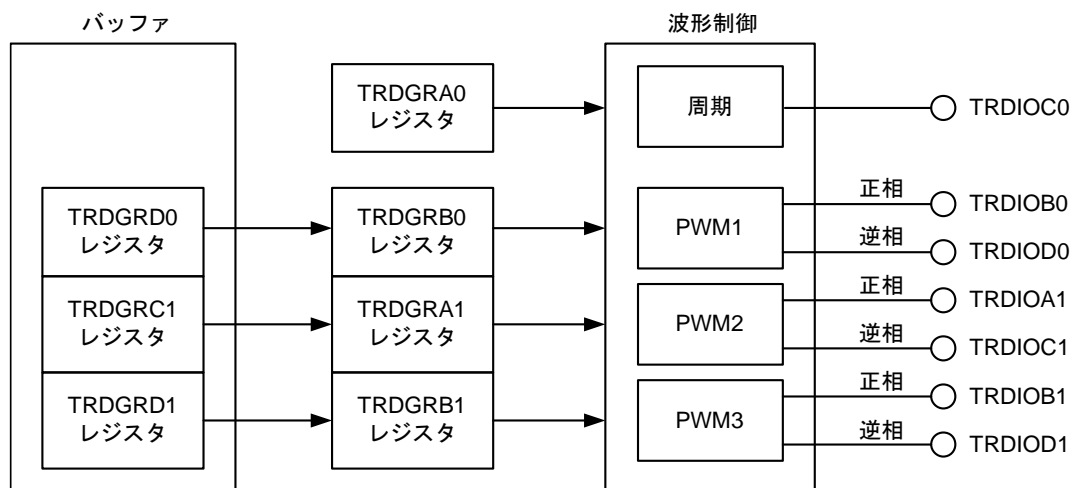 バッファ
波形制御
TRDGRA0
レジスタ
周期
TRDIOC0
TRDGRD0
レジスタ
TRDGRB0
レジスタ
PWM1
正相
TRDIOB0
逆相
TRDIOD0
TRDGRC1
レジスタ
TRDGRA1
レジスタ
PWM2
正相
TRDIOA1
逆相
TRDIOC1
TRDGRD1
レジスタ
TRDGRB1
レジスタ
PWM3
正相
TRDIOB1
逆相
TRDIOD1